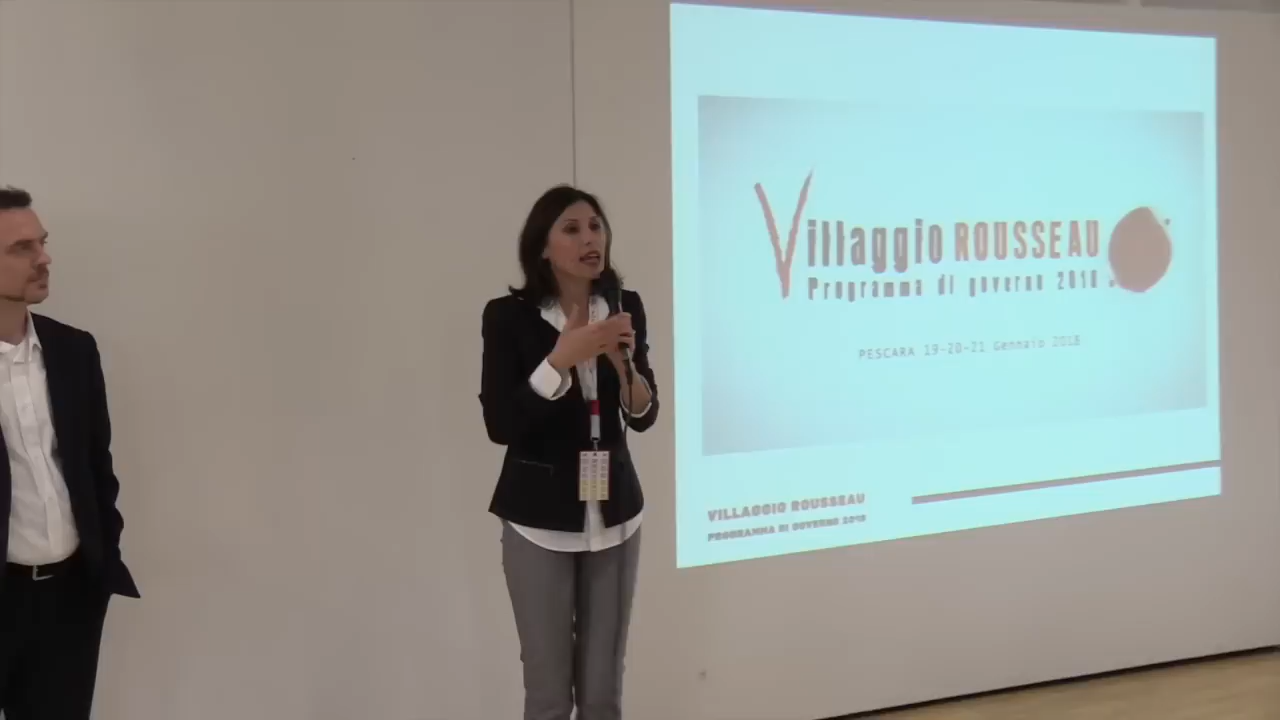 Villaggio ROUSSEAU
Programma di governo 2018
PESCARA 19-20-21 Gennaio 2018
VILLAGGIO ROUSSEAU
PROGRAMMA DI GOVERNO 2018